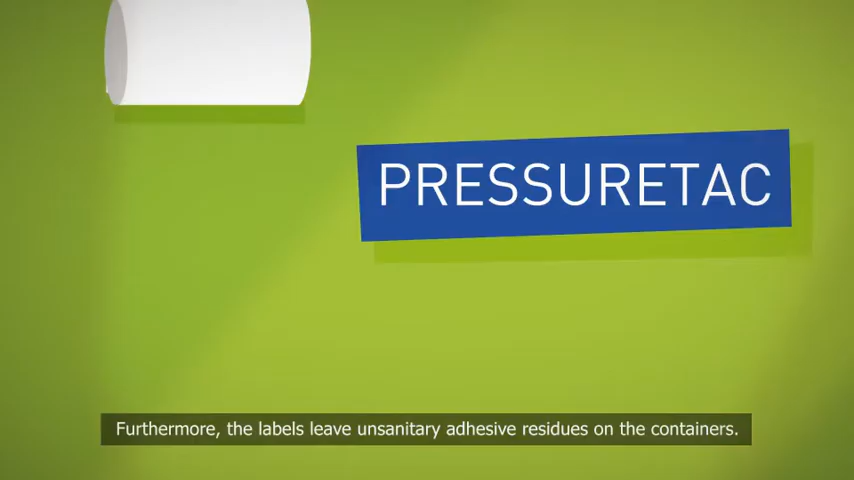 PRESSURETAC
Furthermore, the labels leave unsanitary adhesive residues on the containers.